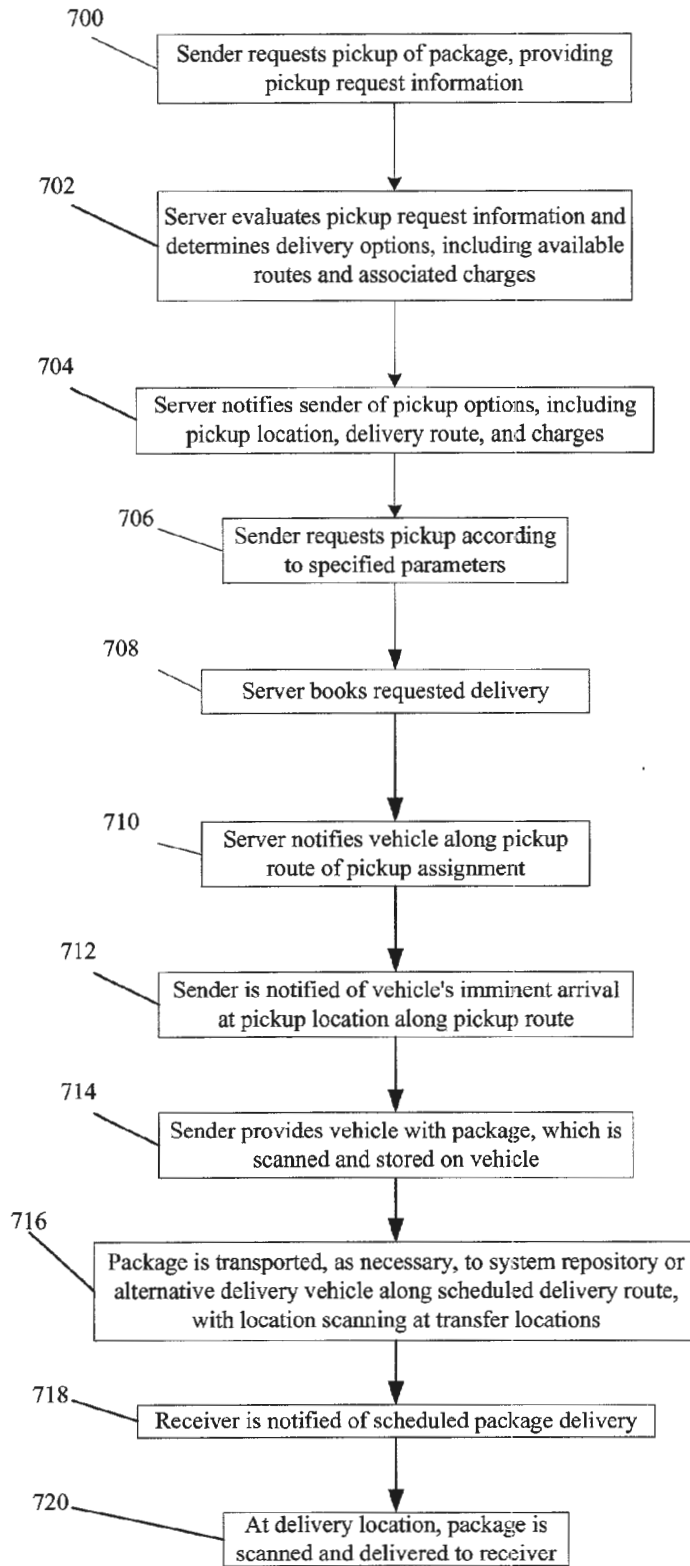 700
Sender requests pickup of package, providing
pickup request information
702
Server evaluates pickup request information and
determines delivery options, including available
routes and associated charges
704
Server notifies sender of pickup options, including
pickup location, delivery route, and charges
706
Sender requests pickup according
to specified parameters
708
Server books requested delivery
710
Server notifies vehicle along pickup
route of pickup assignment
712
Sender is notified of vehicle's imminent arrival
at pickup location along pickup route
714
Sender provides vehicle with package, which is
scanned and stored on vehicle
716
Package is transported, as necessary, to system repository or
alternative delivery vehicle along scheduled delivery route,
with location scanning at transfer locations
718
Receiver is notified of scheduled package delivery
720
At delivery location, package is
scanned and delivered to receiver